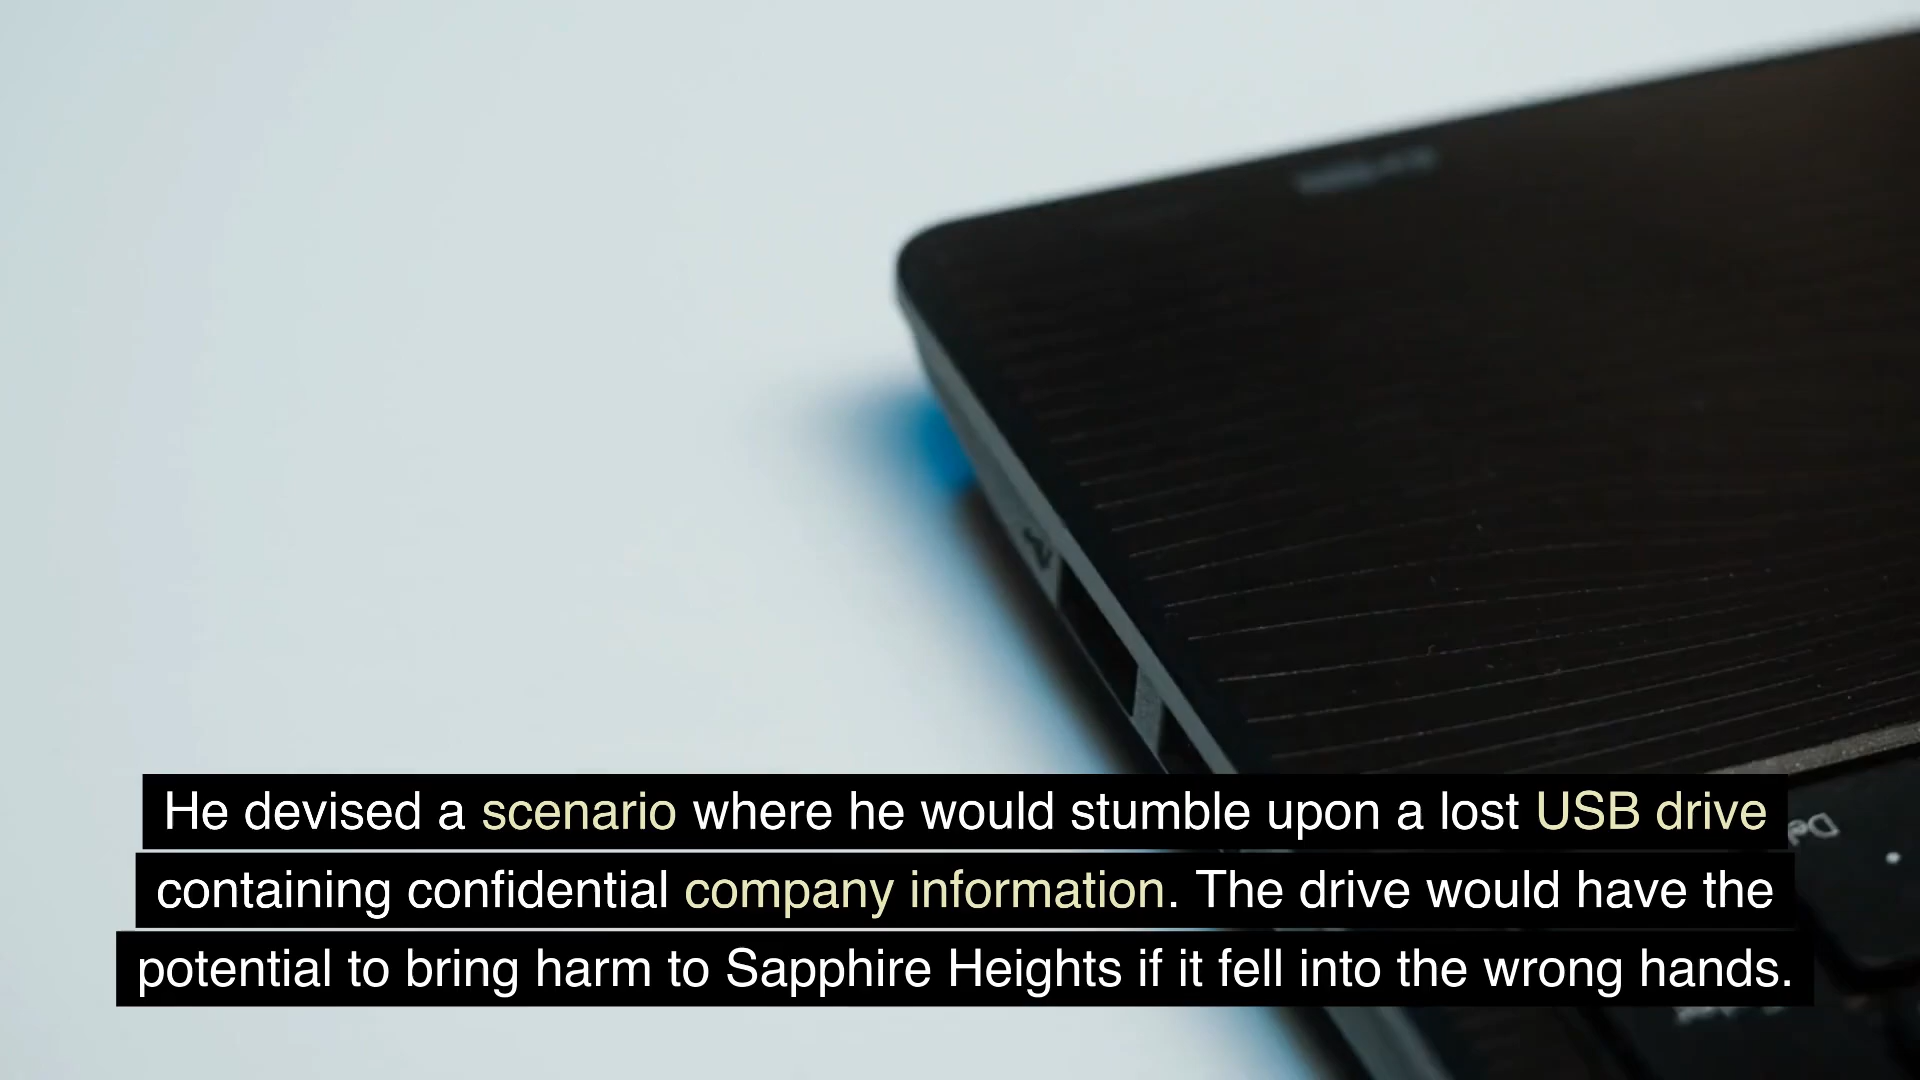 He devised a scenario where he would stumble upon a lost USB drive
containing confidential company information. The drive would have the
potential to bring harm to Sapphire Heights if it fell into the wrong hands.